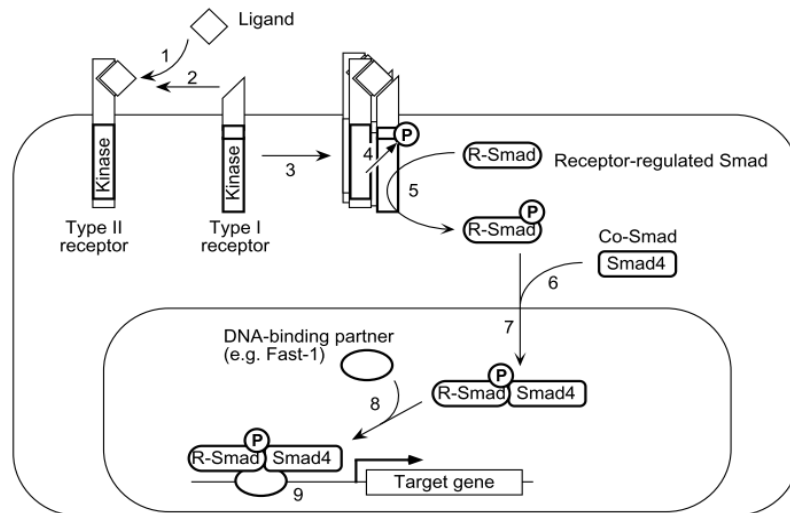 Ligand
1
2
Kinase
Kinase
3
4
P
R-Smad
Receptor-regulated Smad
5
Type II
receptor
Type I
receptor
P
R-Smad
Co-Smad
Smad4
6
7
DNA-binding partner
(e.g. Fast-1)
P
R-Smad
Smad4
8
P
R-Smad
Smad4
9
Target gene